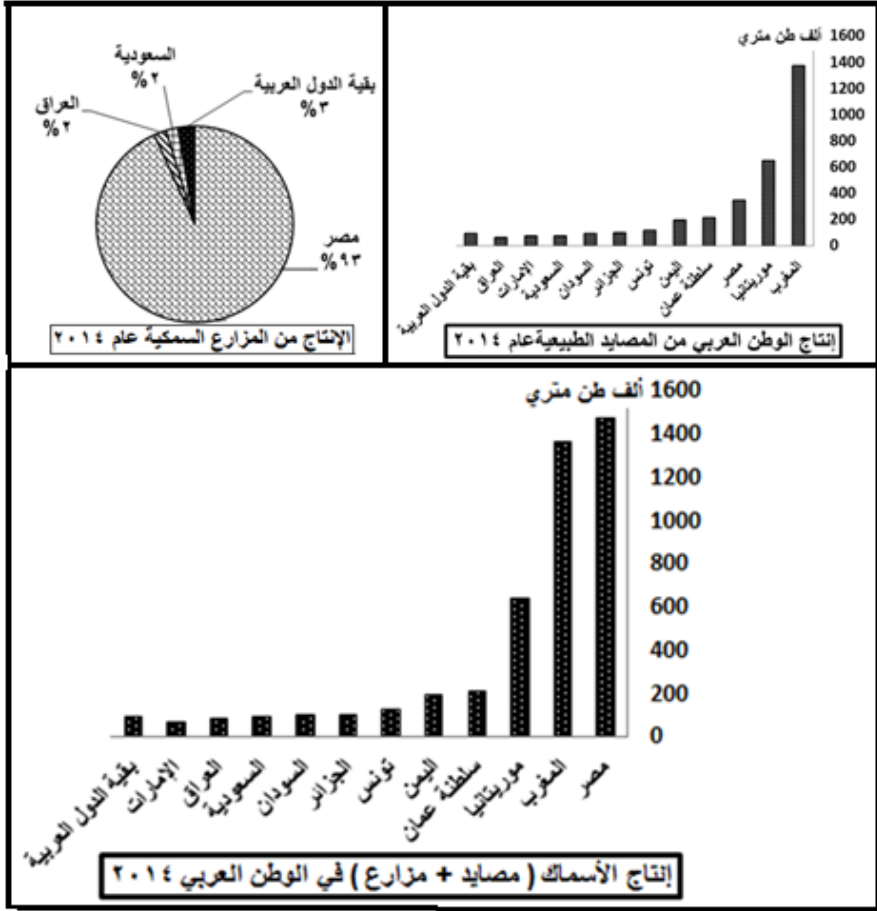 ألف طن متري
1600
1400
1200
1000
800
600
400
200
0
المغرب
موريتانيا
مصر
سلطنة عمان
اليمن
تونس
الجزائر
السودان
السعودية
الامارات
العراق
بقية الدول العربية
إنتاج الوطن العربي من المصايد الطبيعية عام ٢٠١٤
السعودية
٢%
بقية الدول العربية
٣%
العراق
٢%
مصر
٩٣%
الإنتاج من المزارع السمكية عام ٢٠١٤
ألف طن متري
1600
1400
1200
1000
800
600
400
200
0
مصر
المغرب
موريتانيا
سلطنة عمان
اليمن
تونس
الجزائر
السودان
السعودية
العراق
الامارات
بقية الدول العربية
إنتاج الأسماك ( مصايد + مزارع ) في الوطن العربي ٢٠١٤